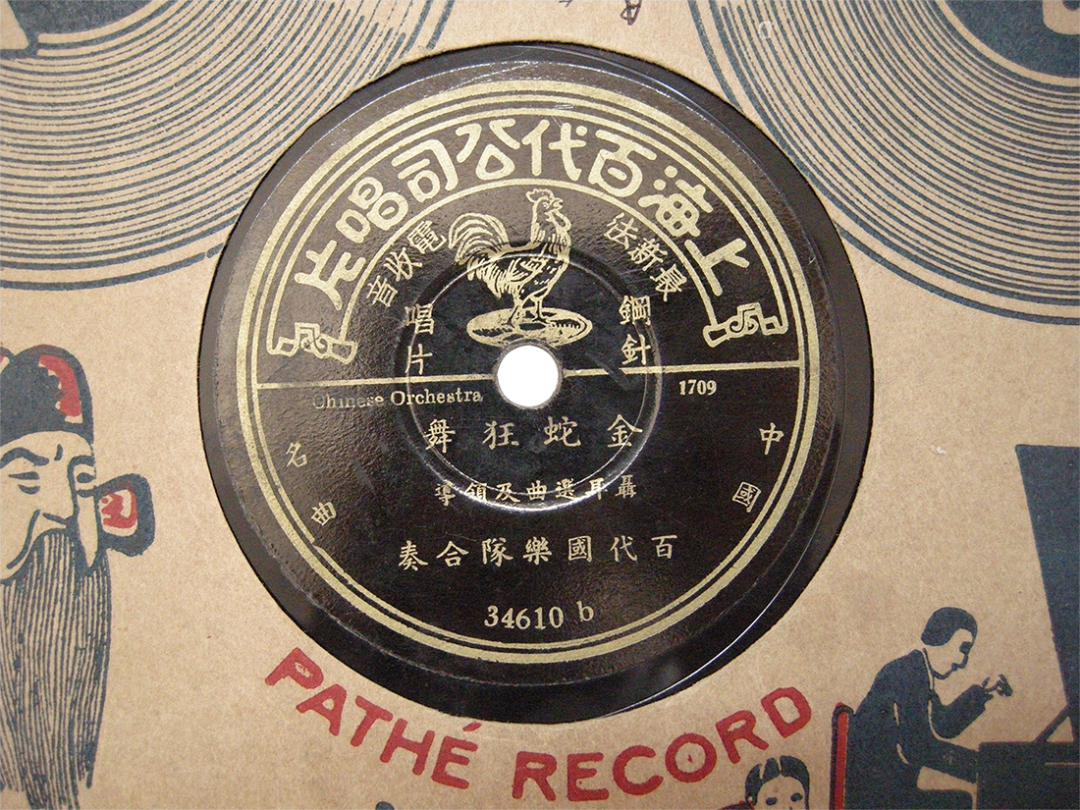 上海百代公司唱片
最新法 電收音
鋼針 唱片
Chinese Orchestra 1709
金蛇狂舞
中國 名曲
聶耳選曲及領導
百代國樂隊合奏
34610 b
PATHÉ RECORD